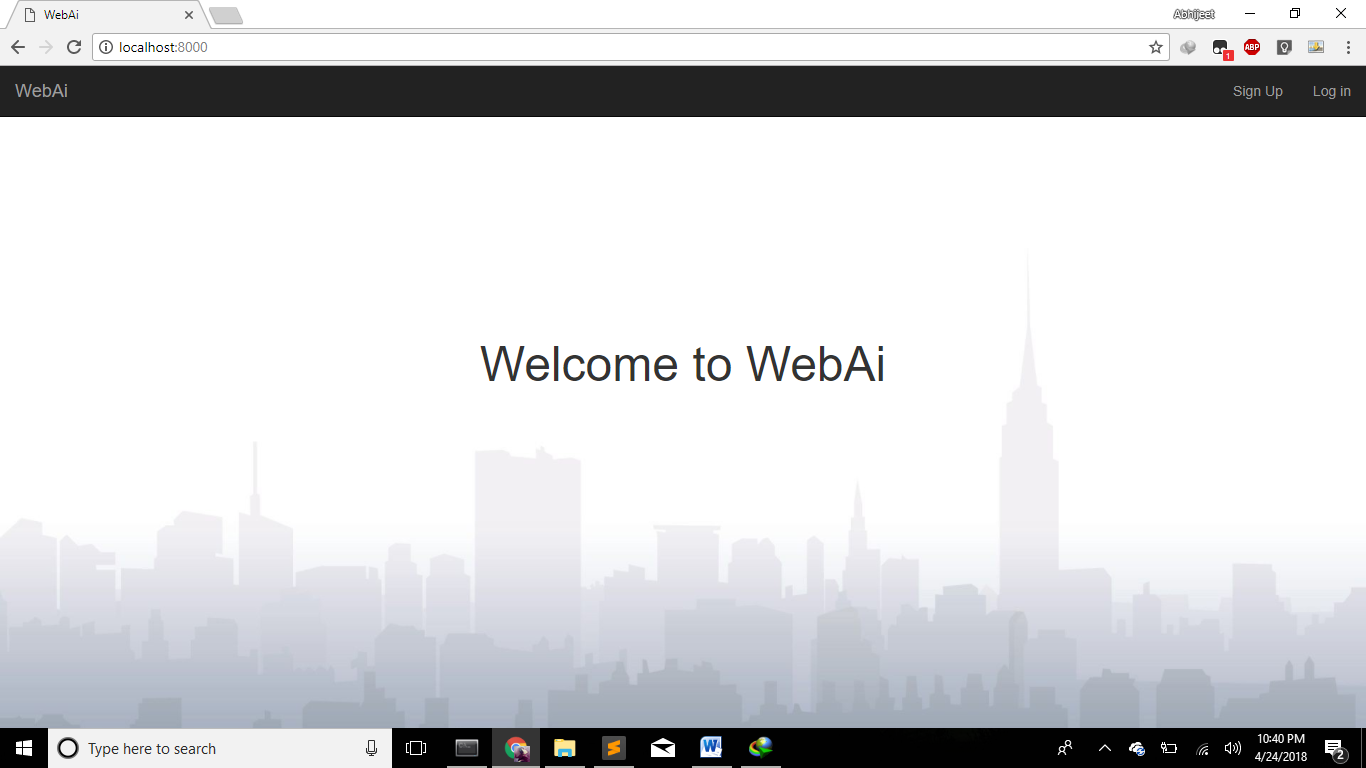 WebAi
Abhijeet
localhost:8000
ABP
1
WebAi
Sign Up
Log in
Welcome to WebAi
Type here to search
10:40 PM
4/24/2018
2